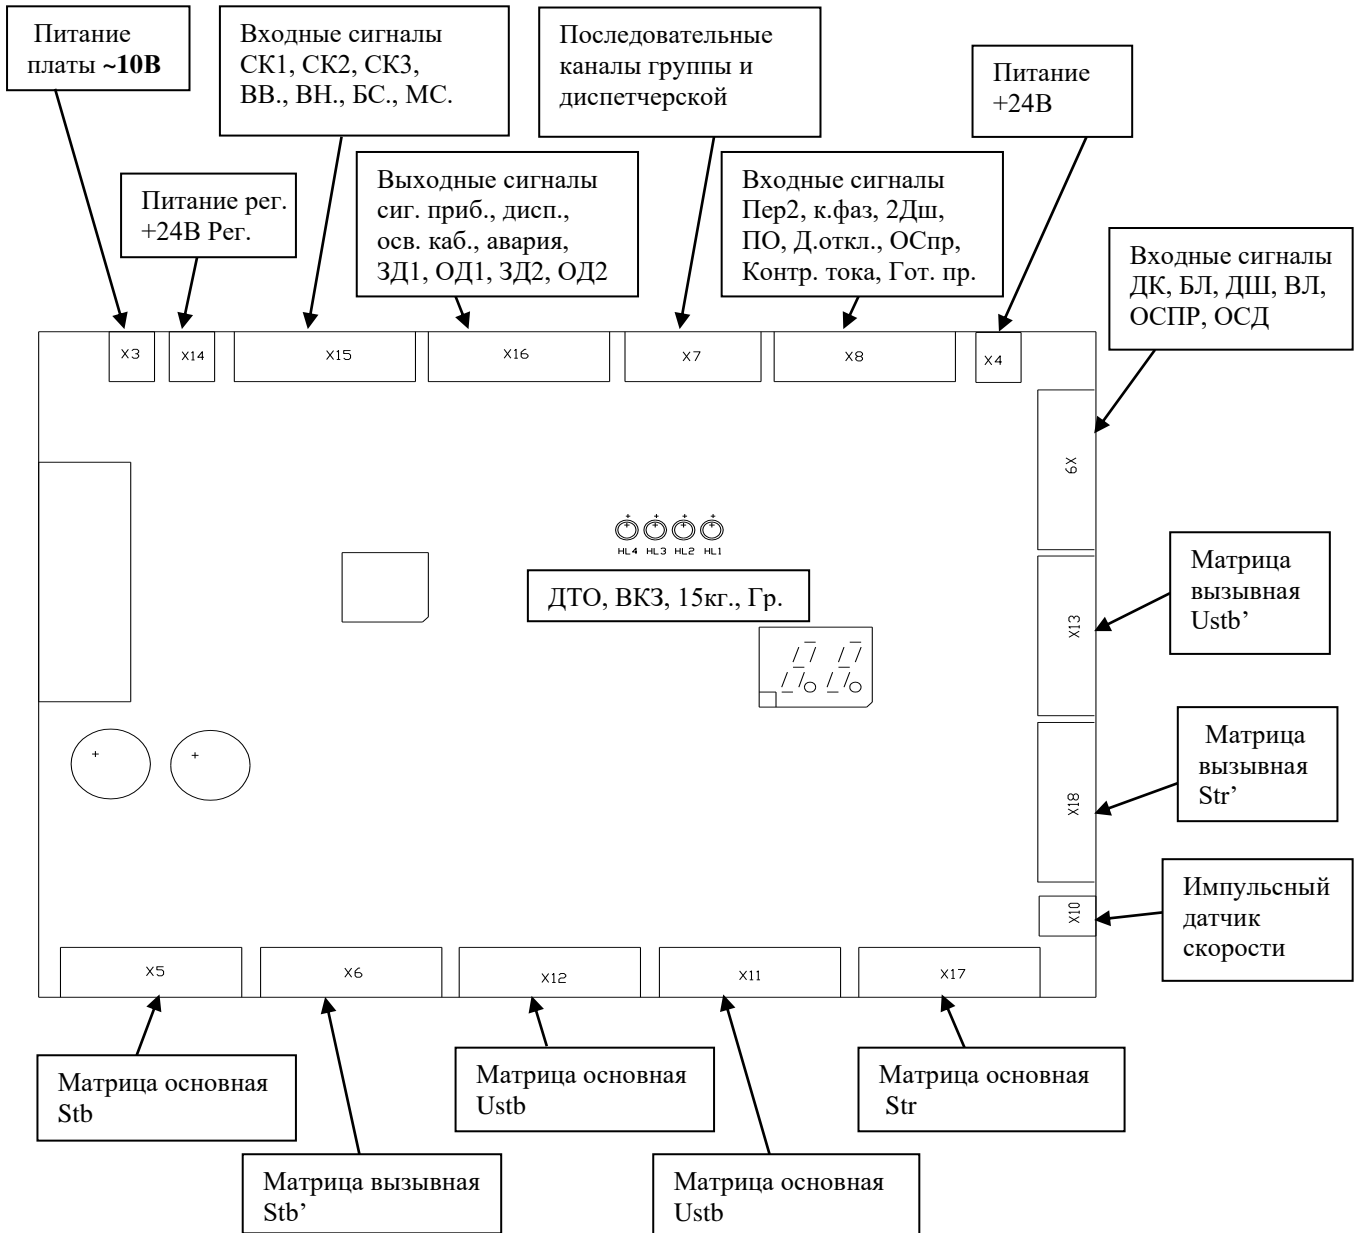 Питание
платы ~10В
Входные сигналы
СК1, СК2, СК3,
ВВ., ВН., БС., МС.
Последовательные
каналы группы и
диспетчерской
Питание
+24В
Питание рег.
+24В Рег.
Выходные сигналы
сиг. приб., дисп.,
осв. каб., авария,
ЗД1, ОД1, ЗД2, ОД2
Входные сигналы
Пер2, к.фаз, 2Дш,
ПО, Д.откл., ОСпр,
Контр. тока, Гот. пр.
Входные сигналы
ДК, БЛ, ДШ, ВЛ,
ОСПР, ОСД
X3
X14
X15
X16
X7
X8
X4
X9
HL4 HL3 HL2 HL1
ДТО, ВКЗ, 15кг., Гр.
X13
Матрица
вызывная
Ustb’
X18
Матрица
вызывная
Str’
X10
Импульсный
датчик
скорости
X5
X6
X12
X11
X17
Матрица основная
Stb
Матрица основная
Ustb
Матрица основная
Str
Матрица вызывная
Stb’
Матрица основная
Ustb